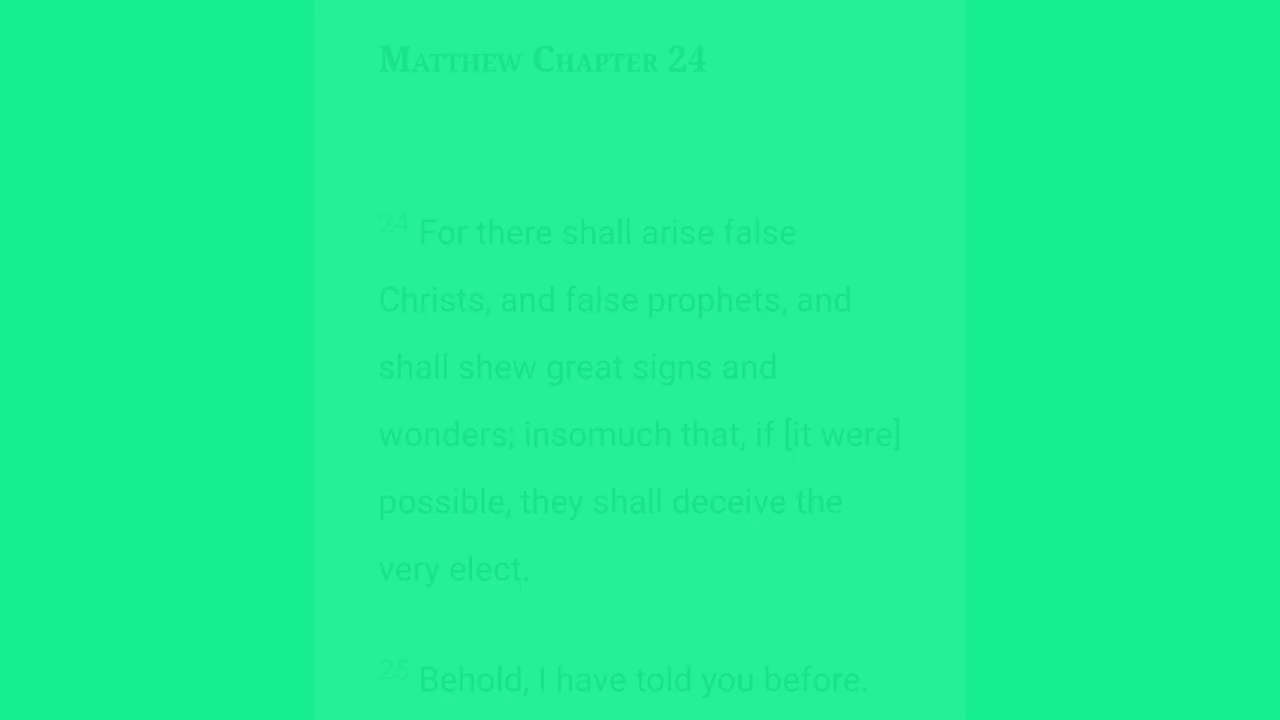 Matthew Chapter 24
24 For there shall arise false
Christs, and false prophets, and
shall shew great signs and
wonders; insomuch that, if [it were]
possible, they shall deceive the
very elect.
25 Behold, I have told you before.